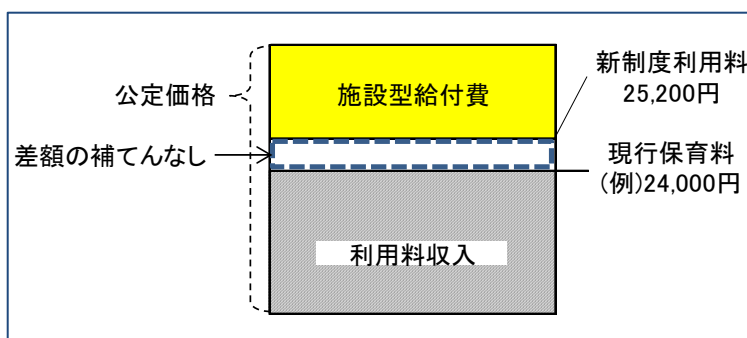 公定価格
差額の補てんなし
施設型給付費
利用料収入
新制度利用料
25,200円
現行保育料
(例)24,000円